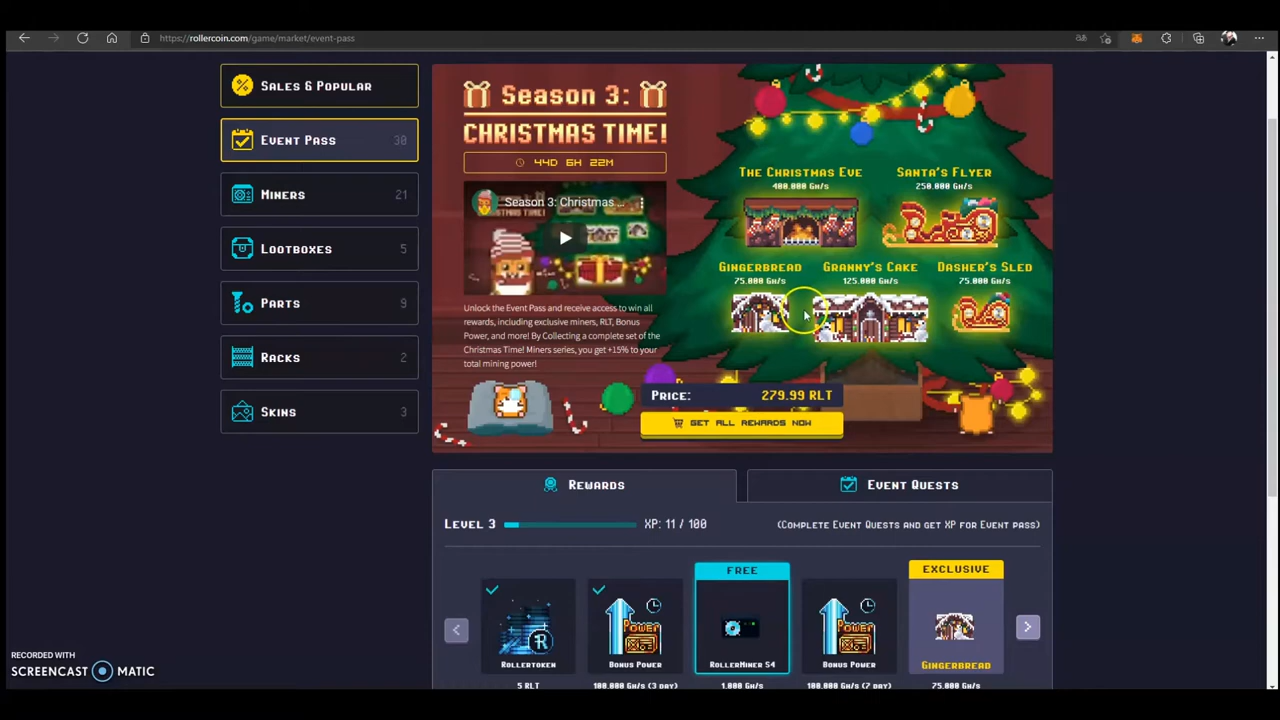 https://rollercoin.com/game/market/event-pass
Sales & Popular
Event Pass 30
Miners 21
Lootboxes 5
Parts 9
Racks 2
Skins 3
Season 3:
CHRISTMAS TIME!
44D 6H 22M
Season 3: Christmas ...
Unlock the Event Pass and receive access to win all
rewards, including exclusive miners, RLT, Bonus
Power, and more! By Collecting a complete set of the
Christmas Time! Miners series, you get +15% to your
total mining power!
The Christmas Eve
400.000 Gh/s
Santa's Flyer
250.000 Gh/s
Gingerbread
75.000 Gh/s
Granny's Cake
125.000 Gh/s
Dasher's Sled
75.000 Gh/s
Price: 279.99 RLT
GET ALL REWARDS NOW
Rewards
Event Quests
Level 3 XP: 11 / 100 (Complete Event Quests and get XP for Event pass)
Rollertoken
5 RLT
Power
Bonus Power
100.000 Gh/s (3 day)
FREE
RollerMiner S4
1.000 Gh/s
Power
Bonus Power
100.000 Gh/s (7 day)
EXCLUSIVE
Gingerbread
75.000 Gh/s
RECORDED WITH
SCREENCAST MATIC